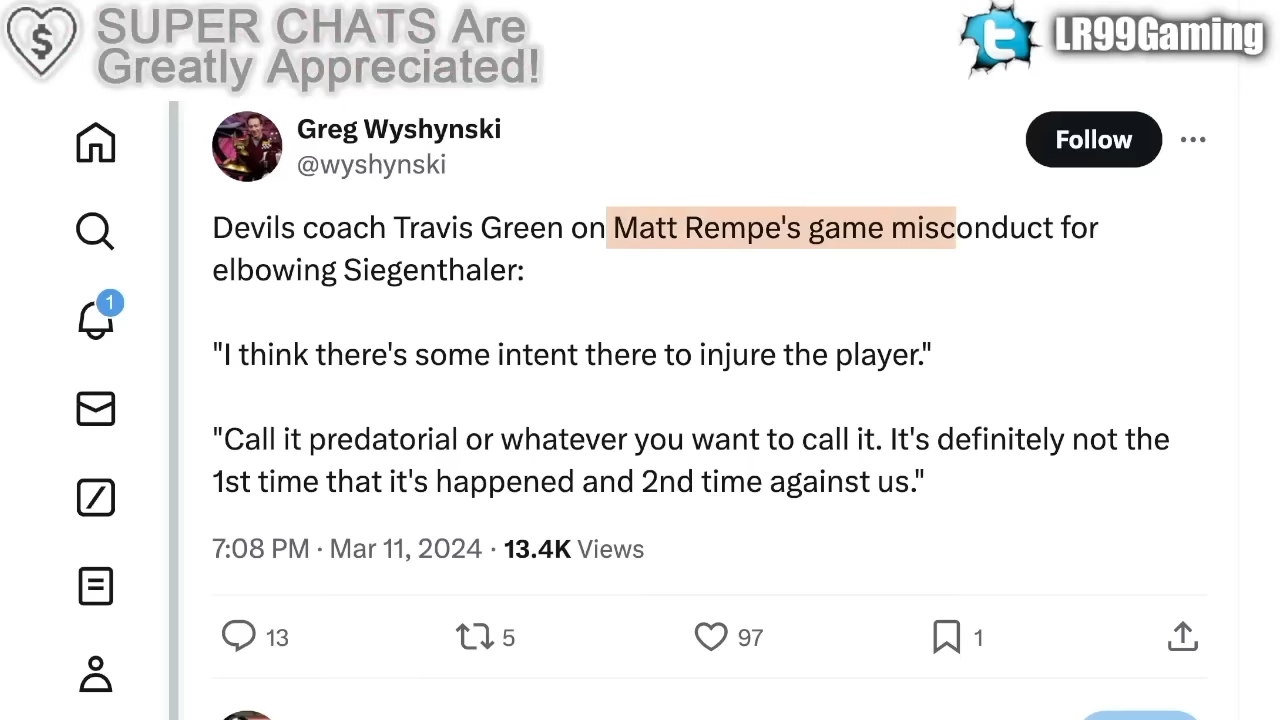 SUPER CHATS Are
Greatly Appreciated!
LR99Gaming
Greg Wyshynski
@wyshynski
Follow
Devils coach Travis Green on Matt Rempe's game misconduct for
elbowing Siegenthaler:
"I think there's some intent there to injure the player."
"Call it predatorial or whatever you want to call it. It's definitely not the
1st time that it's happened and 2nd time against us."
7:08 PM · Mar 11, 2024 · 13.4K Views
1
13
5
97
1